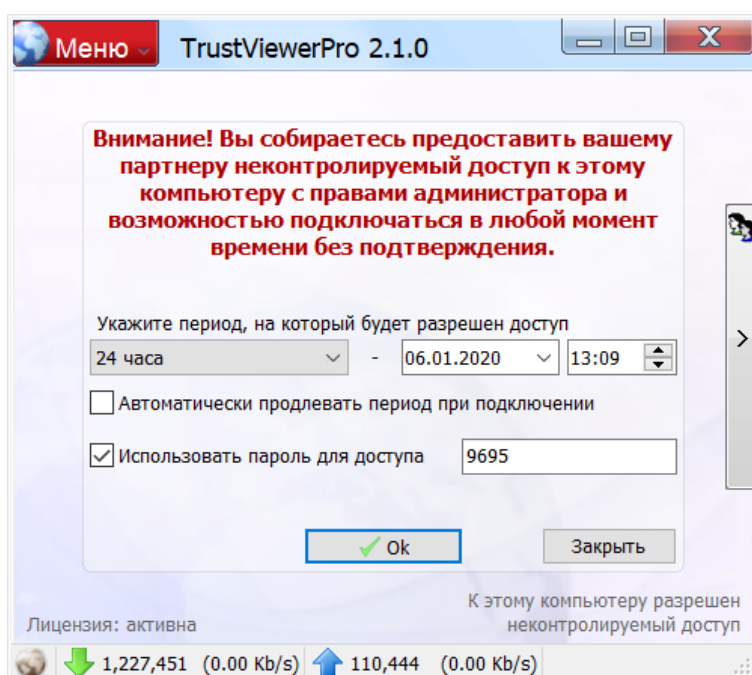 Меню
TrustViewerPro 2.1.0
Внимание! Вы собираетесь предоставить вашему
партнеру неконтролируемый доступ к этому
компьютеру с правами администратора и
возможностью подключаться в любой момент
времени без подтверждения.
Укажите период, на который будет разрешен доступ
24 часа - 06.01.2020 13:09
Автоматически продлевать период при подключении
Использовать пароль для доступа 9695
Ok Закрыть
К этому компьютеру разрешен
Лицензия: активна неконтролируемый доступ
1,227,451 (0.00 Kb/s) 110,444 (0.00 Kb/s)